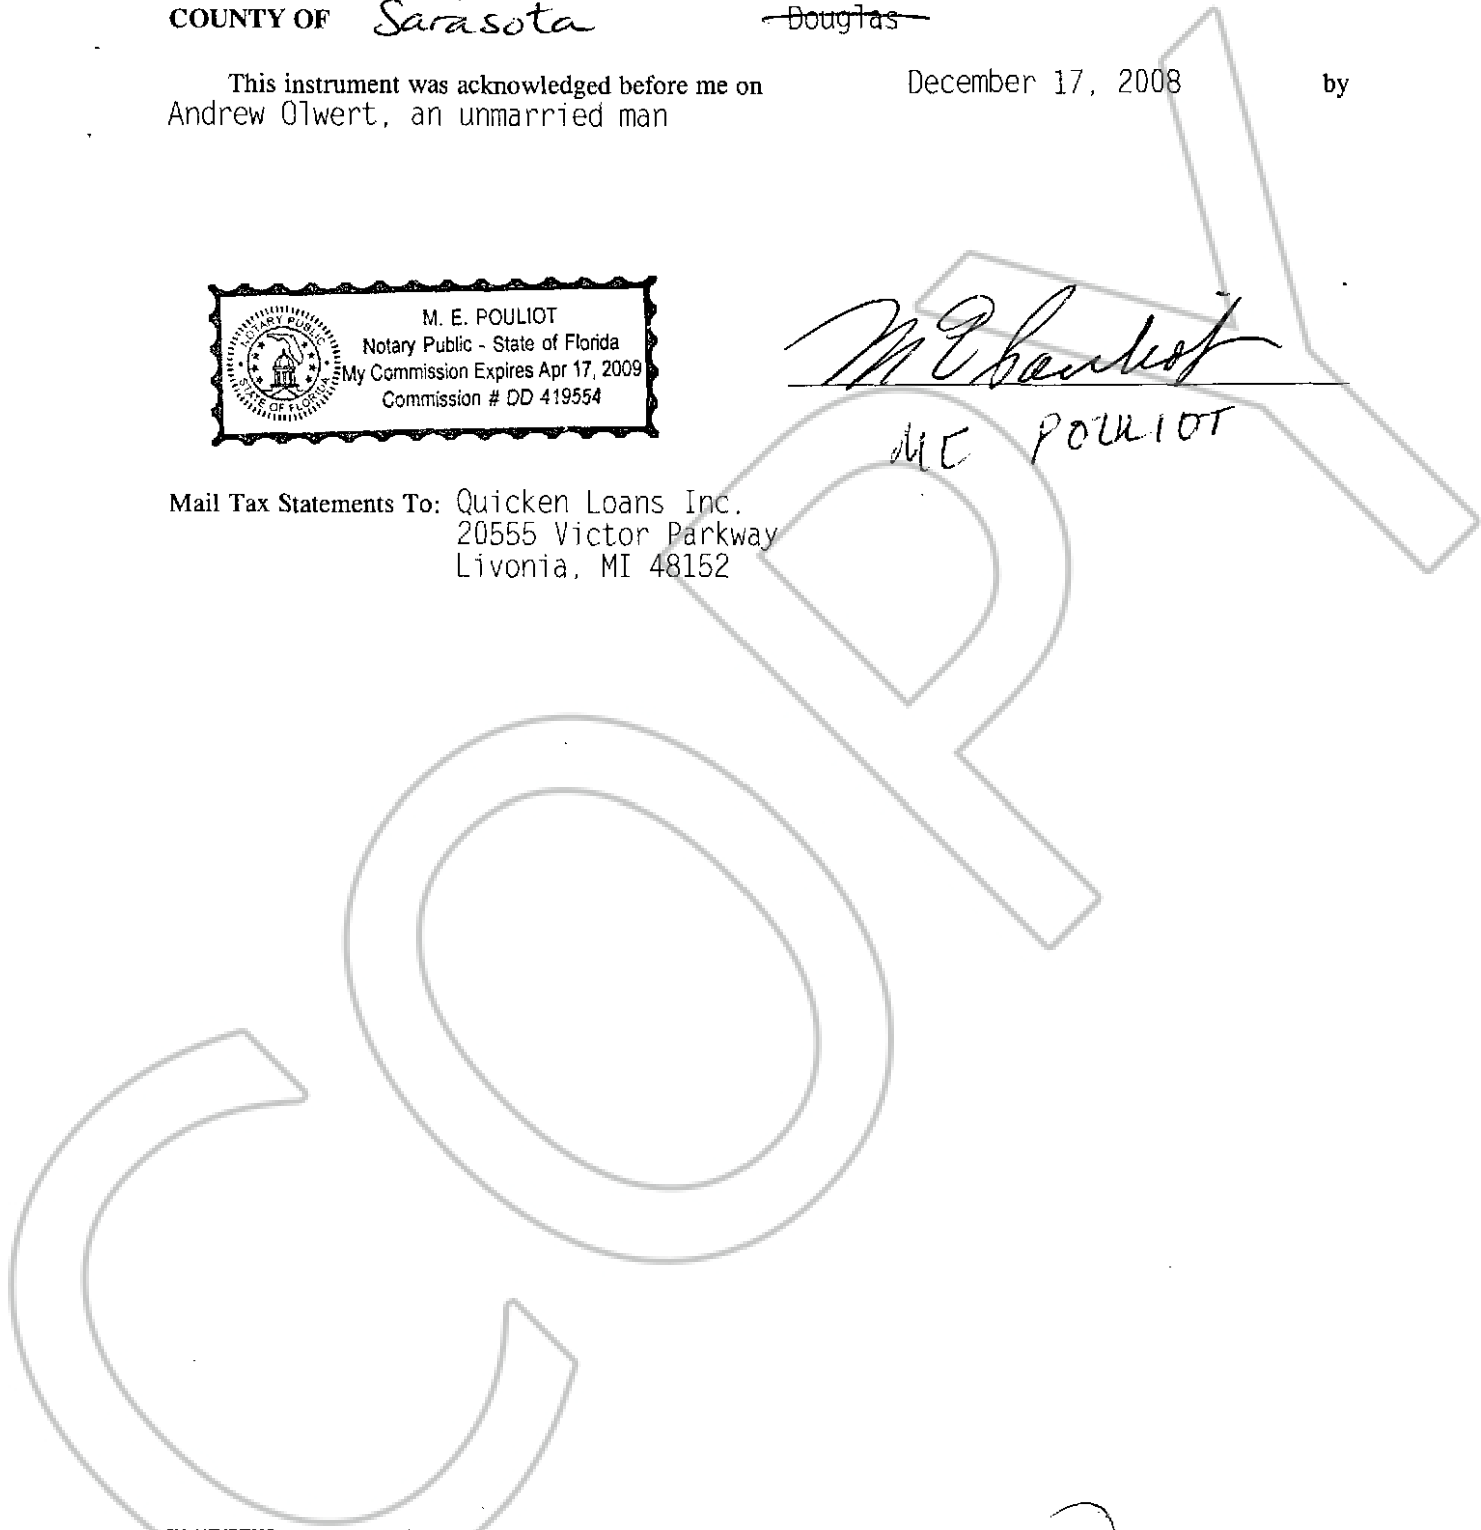 COUNTY OF Sarasota Douglas
This instrument was acknowledged before me on December 17, 2008 by
Andrew Olwert, an unmarried man
NOTARY PUBLIC
STATE OF FLORIDA
M. E. POULIOT
Notary Public - State of Florida
My Commission Expires Apr 17, 2009
Commission # DD 419554
M E Pouliot
ME POULIOT
Mail Tax Statements To: Quicken Loans Inc.
20555 Victor Parkway
Livonia, MI 48152
COPY